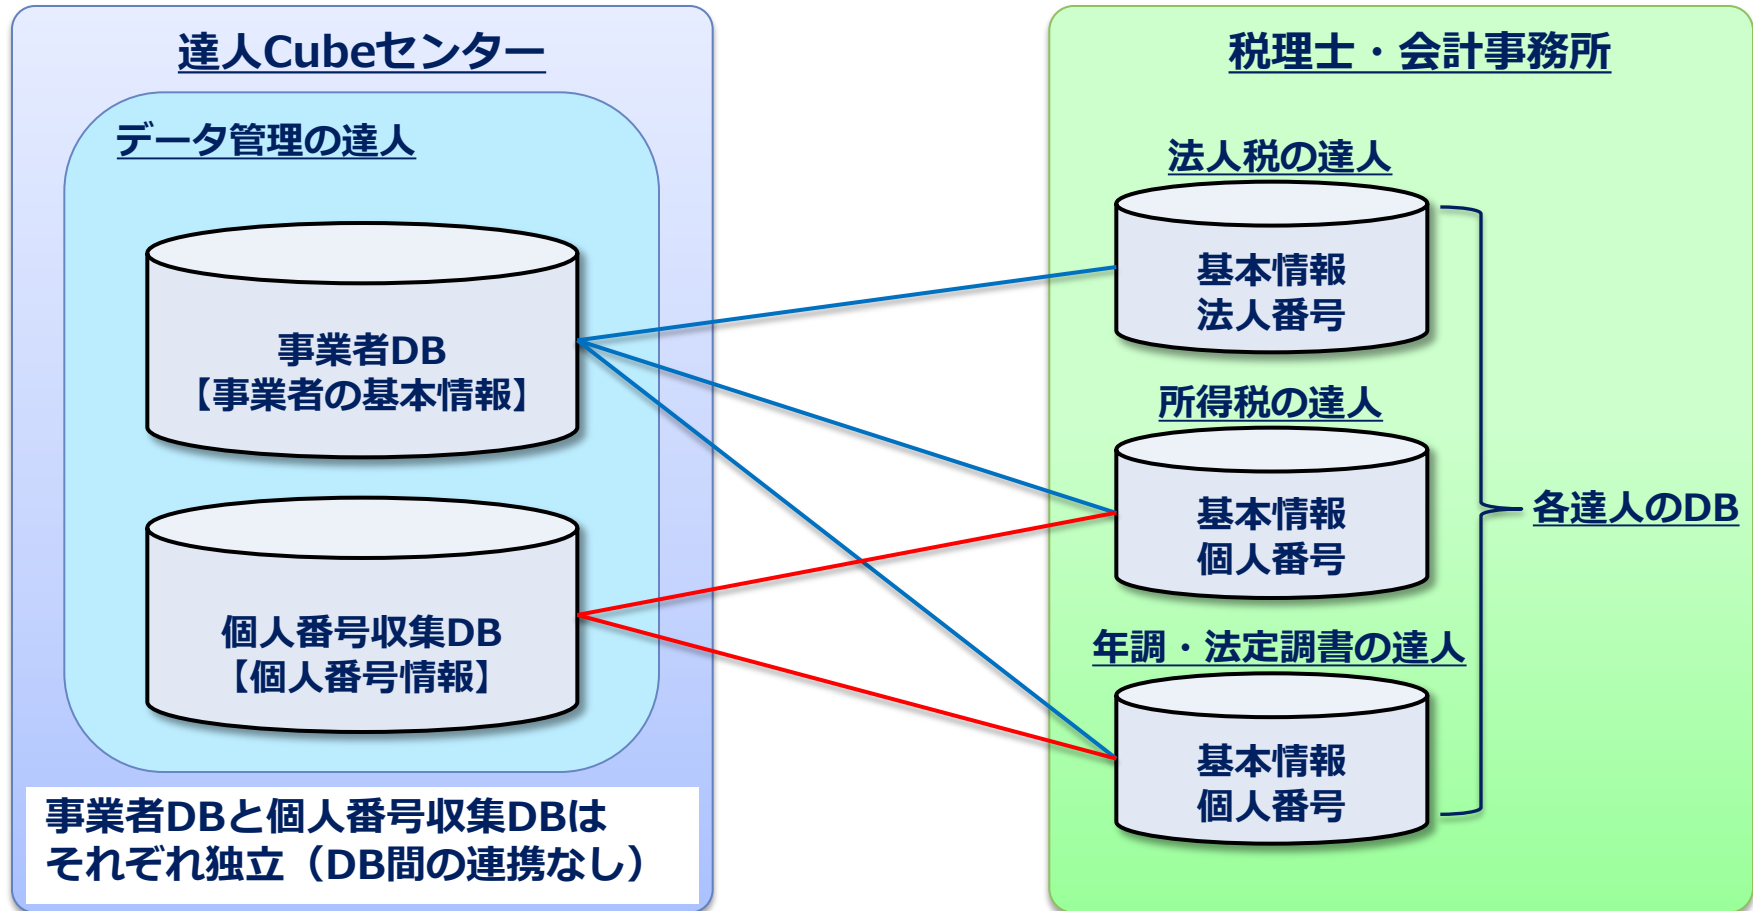 達人Cubeセンター
データ管理の達人
事業者DB
【事業者の基本情報】
個人番号収集DB
【個人番号情報】
事業者DBと個人番号収集DBは
それぞれ独立（DB間の連携なし）
税理士・会計事務所
法人税の達人
基本情報
法人番号
所得税の達人
基本情報
個人番号
年調・法定調書の達人
基本情報
個人番号
各達人のDB